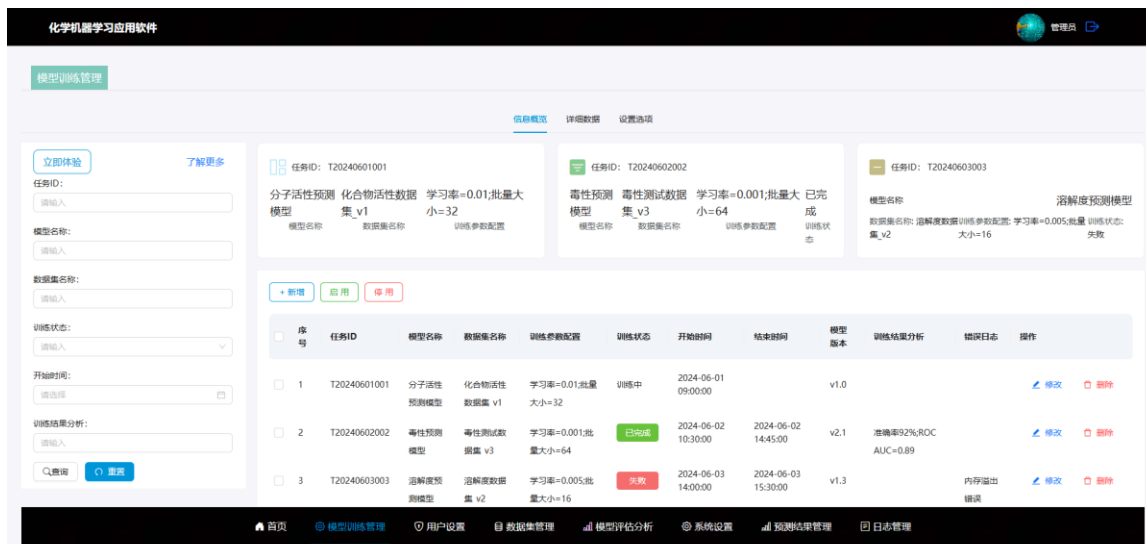 化学机器学习应用软件
管理员
模型训练管理
信息概览 详细数据 设置选项
立即体验 了解更多
任务ID:
请输入
模型名称:
请输入
数据集名称:
请输入
训练状态:
请输入
开始时间:
请选择
训练结果分析:
请输入
查询 重置
任务ID: T20240601001
分子活性预测 化合物活性数据 学习率=0.01;批量大
模型 集_v1 小=32
模型名称 数据集名称 训练参数配置
任务ID: T20240602002
毒性预测 毒性测试数据 学习率=0.001;批量大 已完
模型 集_v3 小=64 成
模型名称 数据集名称 训练参数配置 训练状
态
任务ID: T20240603003
模型名称 溶解度预测模型
数据集名称: 溶解度数据 训练参数配置: 学习率=0.005;批量 训练状态:
集_v2 大小=16 失败
+ 新增 启用 停用
序 任务ID 模型名称 数据集名称 训练参数配置 训练状态 开始时间 结束时间 模型 训练结果分析 错误日志 操作
号 版本
1 T20240601001 分子活性 化合物活性 学习率=0.01;批量 训练中 2024-06-01 v1.0 修改 删除
预测模型 数据集 v1 大小=32 09:00:00
2 T20240602002 毒性预测 毒性测试数 学习率=0.001;批 已完成 2024-06-02 2024-06-02 v2.1 准确率92%;ROC 修改 删除
模型 据集 v3 量大小=64 10:30:00 14:45:00 AUC=0.89
3 T20240603003 溶解度预 溶解度数据 学习率=0.005;批 失败 2024-06-03 2024-06-03 v1.3 内存溢出 修改 删除
测模型 集 v2 量大小=16 14:00:00 15:30:00 错误
首页 模型训练管理 用户设置 数据集管理 模型评估分析 系统设置 预测结果管理 日志管理